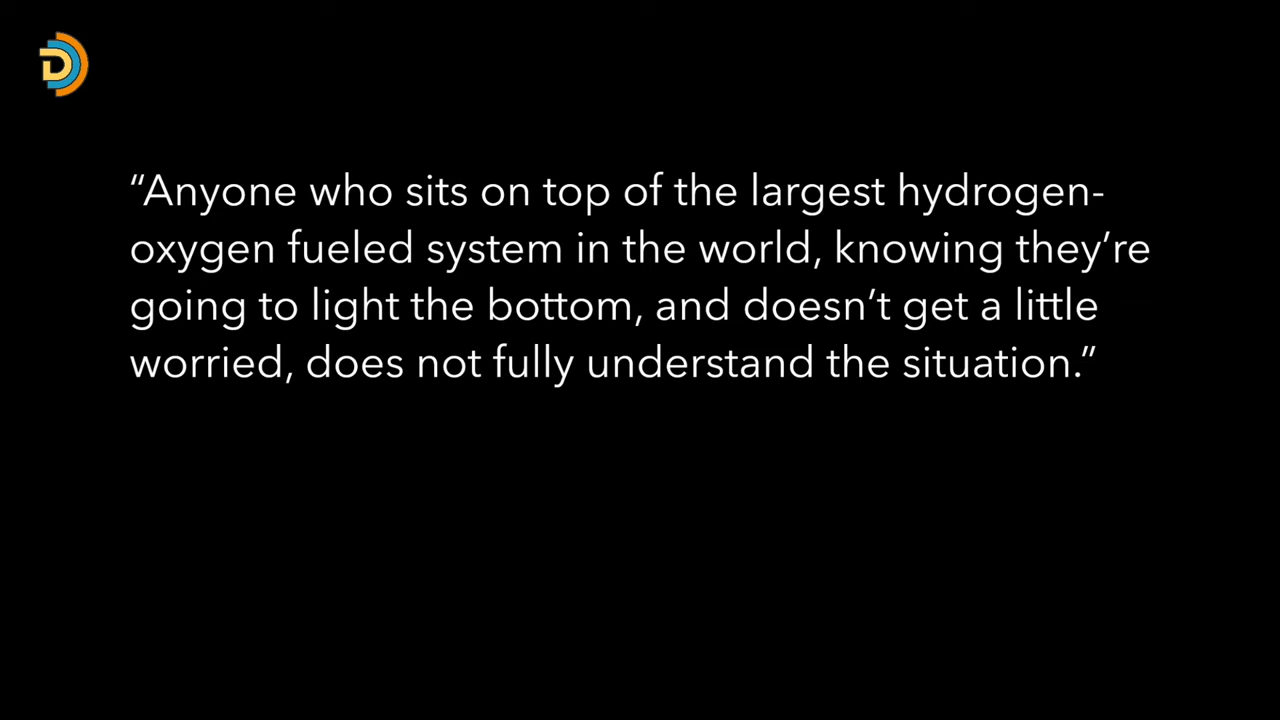 “Anyone who sits on top of the largest hydrogen-
oxygen fueled system in the world, knowing they’re
going to light the bottom, and doesn’t get a little
worried, does not fully understand the situation.”